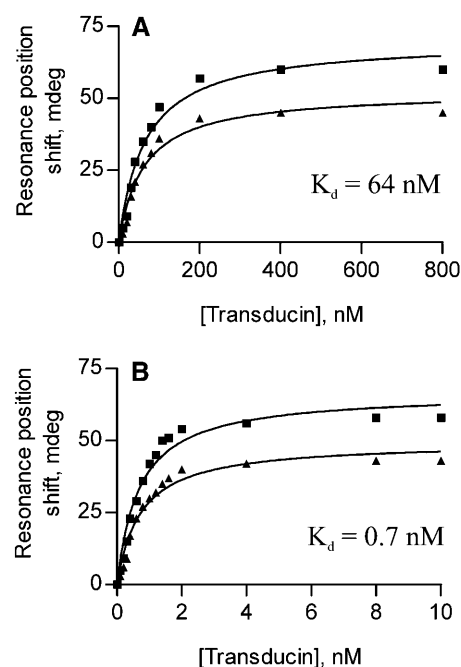 A
Resonance position
shift, mdeg
75
50
25
0
K_d = 64 nM
0 200 400 600 800
[Transducin], nM
B
Resonance position
shift, mdeg
75
50
25
0
K_d = 0.7 nM
0 2 4 6 8 10
[Transducin], nM